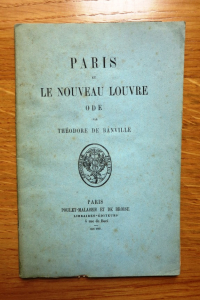 PARIS
ET
LE NOUVEAU LOUVRE
ODE
PAR
THÉODORE DE BANVILLE
PARIS
POULET-MALASSIS ET DE BROISE
LIBRAIRES-ÉDITEURS